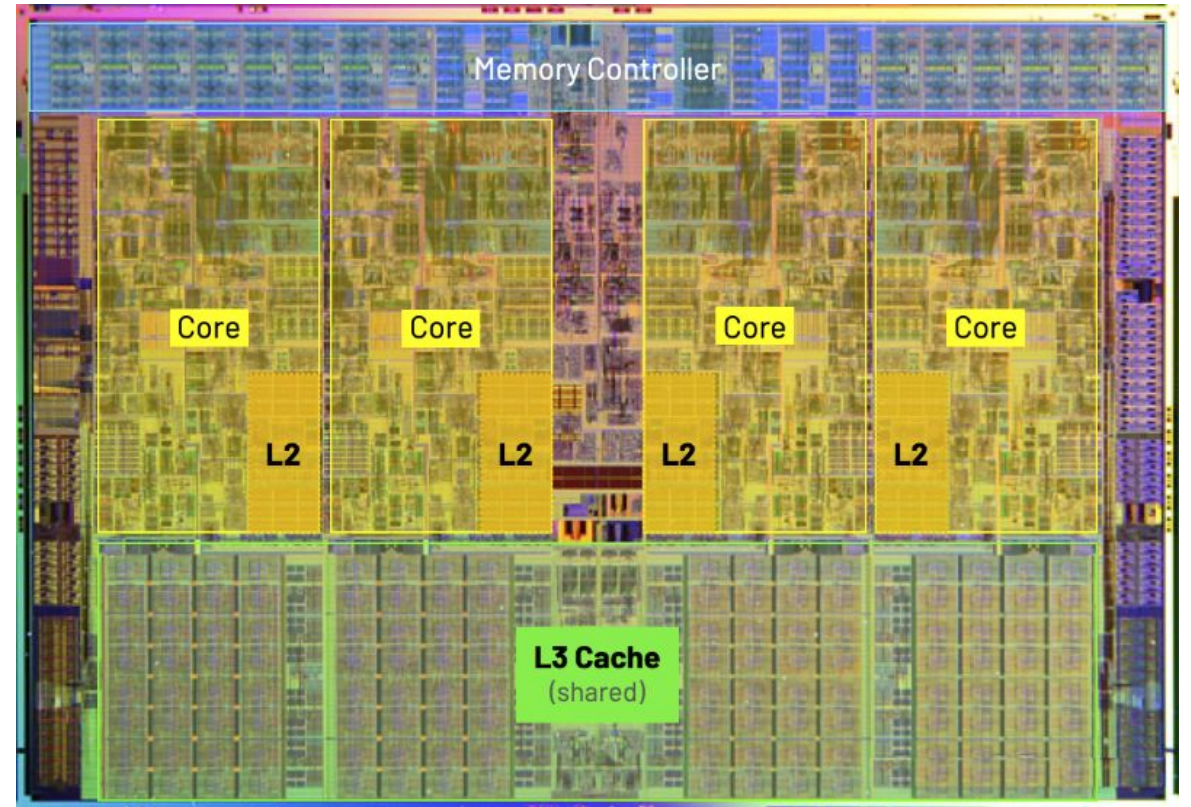 Memory Controller
Core
Core
Core
Core
L2
L2
L2
L2
L3 Cache
(shared)